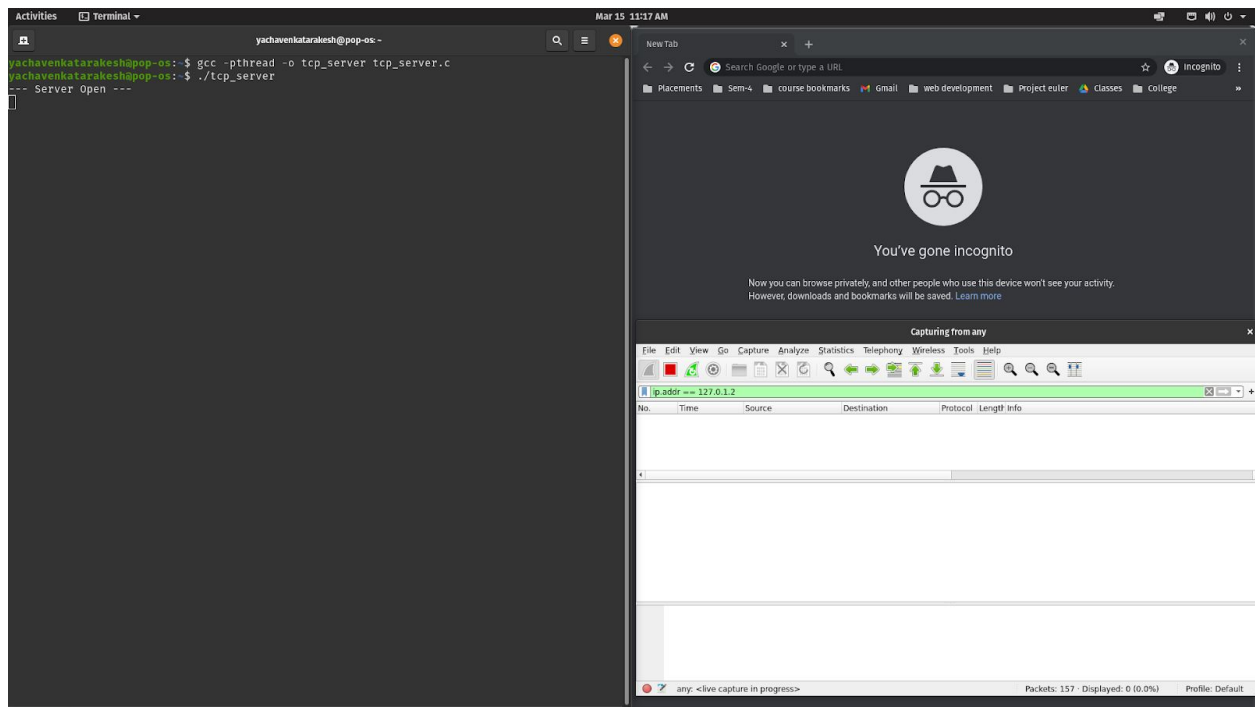 Activities Terminal Mar 15 11:17 AM
yachavenkatarakesh@pop-os: ~
yachavenkatarakesh@pop-os:~$ gcc -pthread -o tcp_server tcp_server.c
yachavenkatarakesh@pop-os:~$ ./tcp_server
--- Server Open ---
New Tab
Search Google or type a URL Incognito
Placements Sem-4 course bookmarks Gmail web development Project euler Classes College »
You've gone incognito
Now you can browse privately, and other people who use this device won't see your activity.
However, downloads and bookmarks will be saved. Learn more
Capturing from any
File Edit View Go Capture Analyze Statistics Telephony Wireless Tools Help
ip.addr == 127.0.1.2
No. Time Source Destination Protocol Length Info
any: <live capture in progress> Packets: 157 · Displayed: 0 (0.0%) Profile: Default